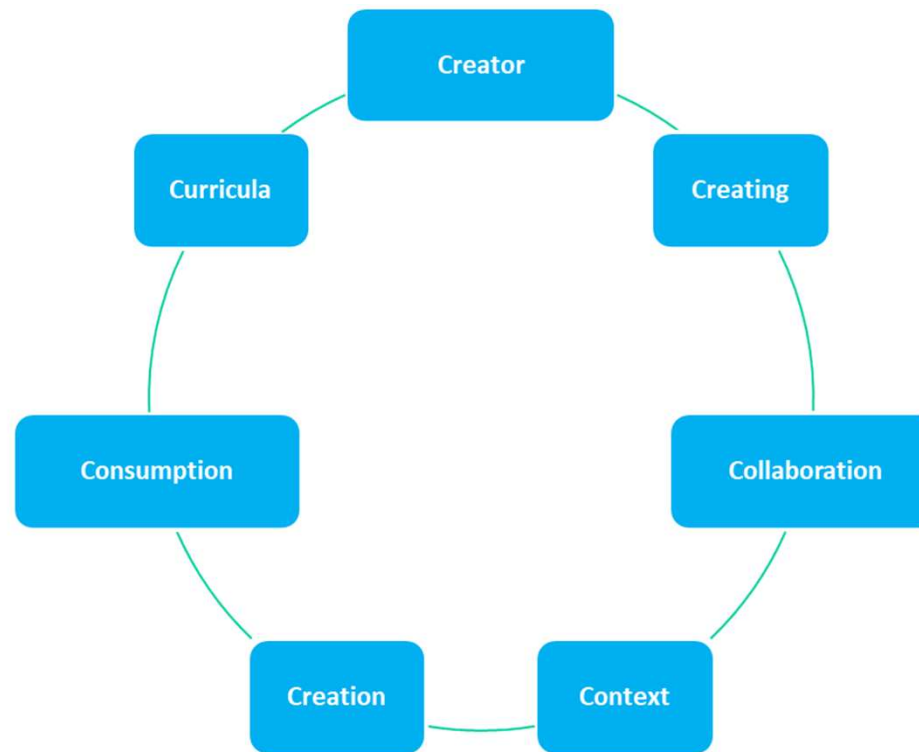 Creator
Creating
Collaboration
Context
Creation
Consumption
Curricula